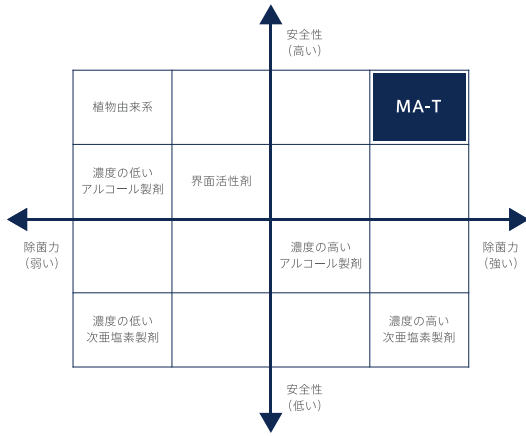 安全性
(高い)
植物由来系
MA-T
濃度の低い
アルコール製剤
界面活性剤
除菌力
(弱い)
濃度の高い
アルコール製剤
除菌力
(強い)
濃度の低い
次亜塩素製剤
濃度の高い
次亜塩素製剤
安全性
(低い)